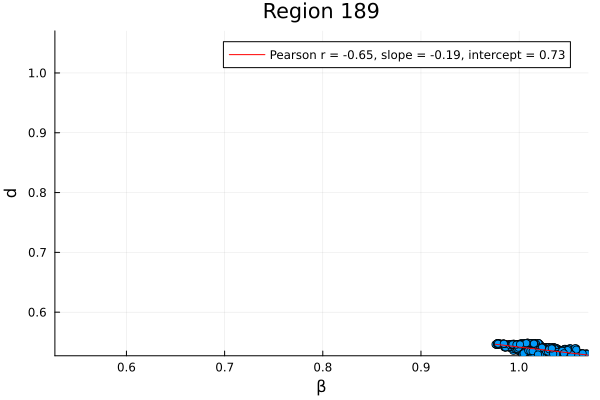 Region 189
Pearson r = -0.65, slope = -0.19, intercept = 0.73
1.0
0.9
d
0.8
0.7
0.6
0.6 0.7 0.8 0.9 1.0
β